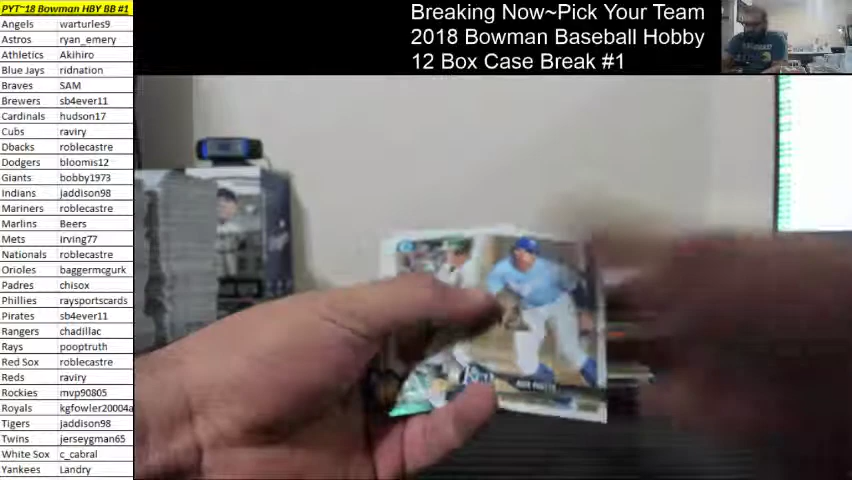 PYT~18 Bowman HBY BB #1
Angels warturles9
Astros ryan_emery
Athletics Akihiro
Blue Jays ridnation
Braves SAM
Brewers sb4ever11
Cardinals hudson17
Cubs raviry
Dbacks roblecastre
Dodgers bloomis12
Giants bobby1973
Indians jaddison98
Mariners roblecastre
Marlins Beers
Mets irving77
Nationals roblecastre
Orioles baggermcgurk
Padres chisox
Phillies raysportscards
Pirates sb4ever11
Rangers chadillac
Rays pooptruth
Red Sox roblecastre
Reds raviry
Rockies mvp90805
Royals kgfowler20004a
Tigers jaddison98
Twins jerseygman65
White Sox c_cabral
Yankees Landry
Breaking Now~Pick Your Team
2018 Bowman Baseball Hobby
12 Box Case Break #1